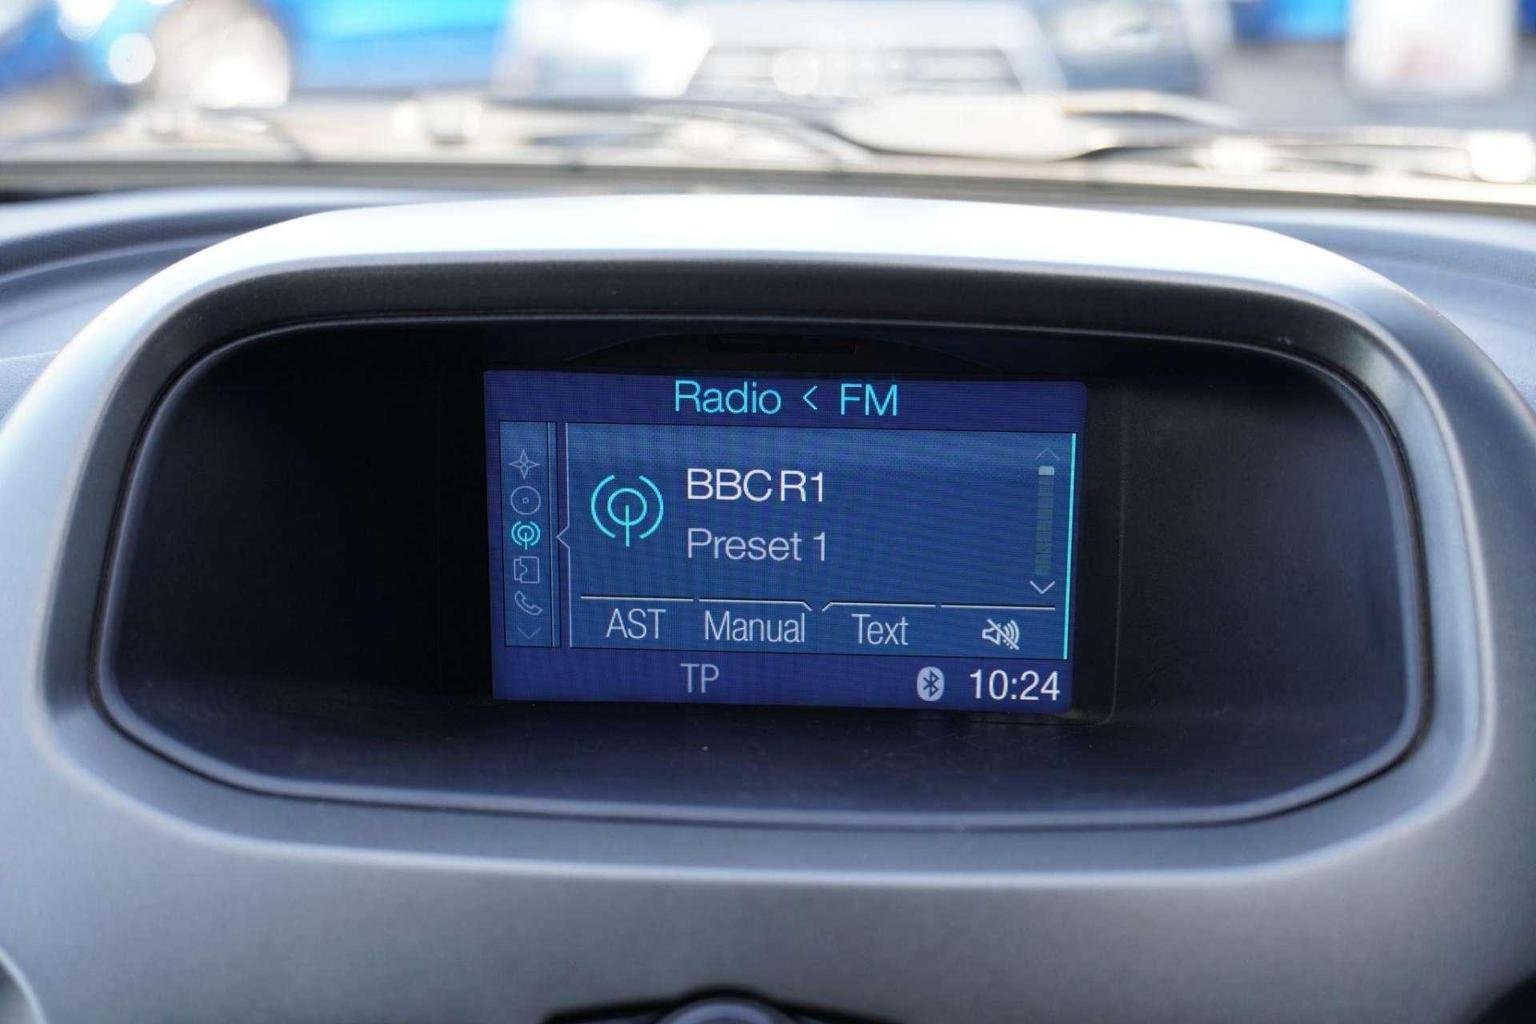 Radio < FM
BBC R1
Preset 1
AST Manual Text
TP 10:24